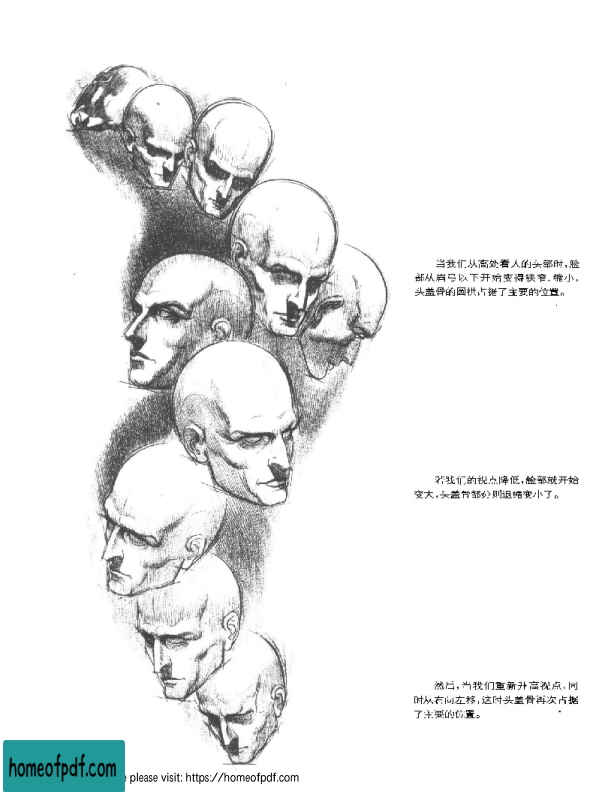 当我们从高处看人的头部时,脸
部从眉弓以下开始变得狭窄、缩小,
头盖骨的圆拱占据了主要的位置。
若我们的视点降低,脸部就开始
变大,头盖骨部分则退缩变小了。
然后,当我们重新升高视点、同
时从右向左移,这时头盖骨再次占据
了主要的位置。
homeofpdf.com
please visit: https://homeofpdf.com